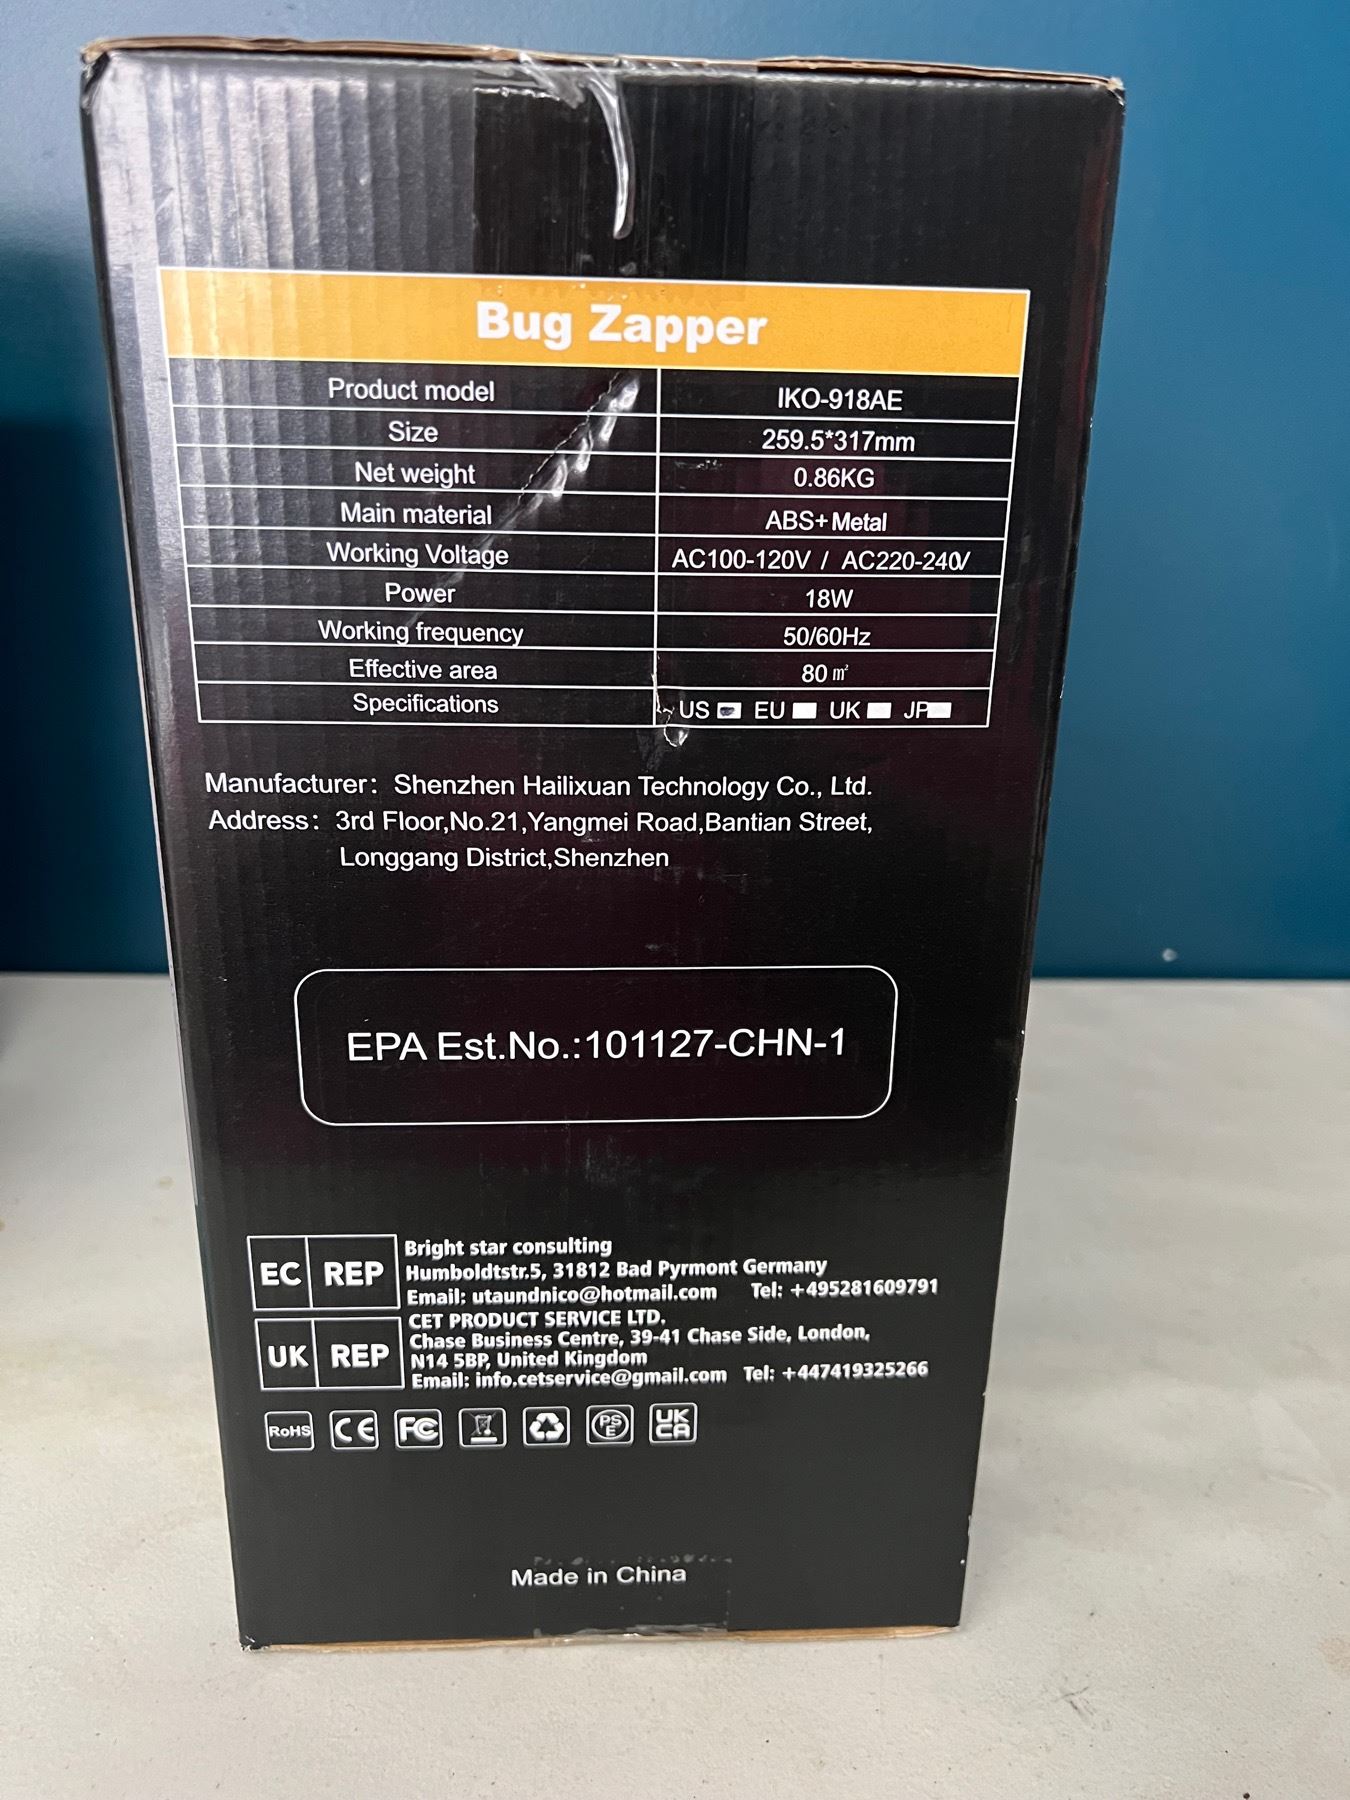 Bug Zapper
Product model IKO-918AE
Size 259.5*317mm
Net weight 0.86KG
Main material ABS+Metal
Working Voltage AC100-120V / AC220-240V
Power 18W
Working frequency 50/60Hz
Effective area 80㎡
Specifications US EU UK JP
Manufacturer: Shenzhen Hailixuan Technology Co., Ltd.
Address: 3rd Floor,No.21,Yangmei Road,Bantian Street,
Longgang District,Shenzhen
EPA Est.No.:101127-CHN-1
EC REP Bright star consulting
Humboldtstr.5, 31812 Bad Pyrmont Germany
Email: utaundnico@hotmail.com Tel: +495281609791
UK REP CET PRODUCT SERVICE LTD.
Chase Business Centre, 39-41 Chase Side, London,
N14 5BP, United Kingdom
Email: info.cetservice@gmail.com Tel: +447419325266
RoHS CE FC PSE UKCA
Made in China